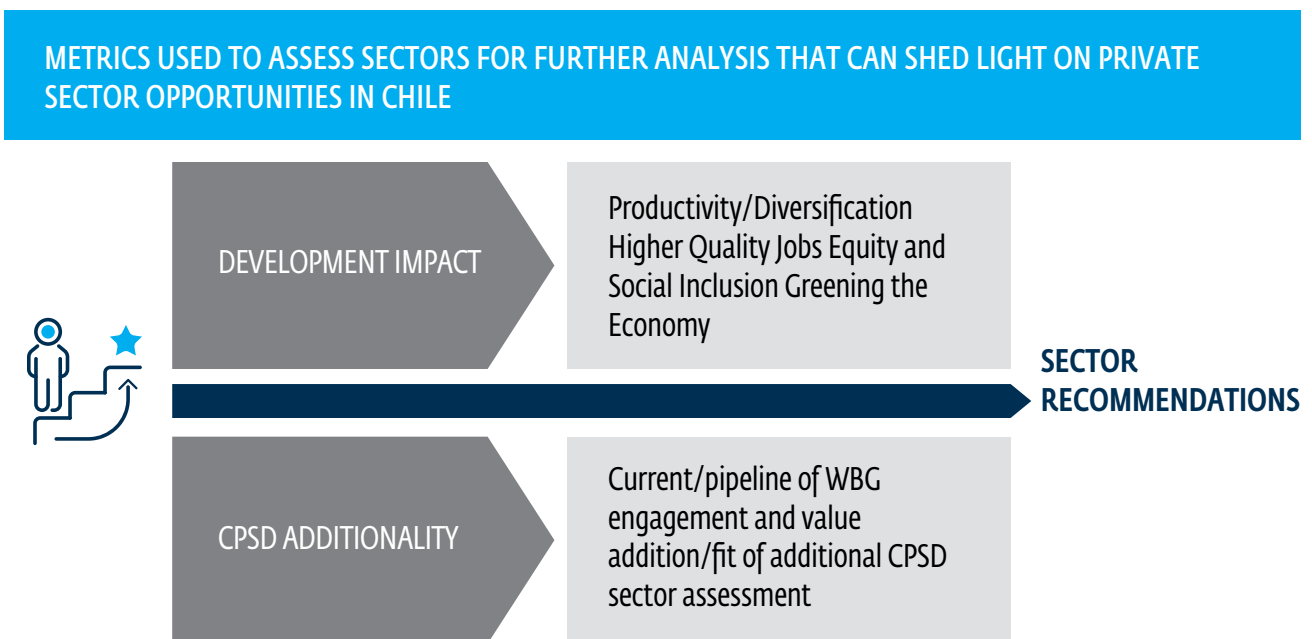 METRICS USED TO ASSESS SECTORS FOR FURTHER ANALYSIS THAT CAN SHED LIGHT ON PRIVATE
SECTOR OPPORTUNITIES IN CHILE
DEVELOPMENT IMPACT
Productivity/Diversification
Higher Quality Jobs Equity and
Social Inclusion Greening the
Economy
SECTOR
RECOMMENDATIONS
CPSD ADDITIONALITY
Current/pipeline of WBG
engagement and value
addition/fit of additional CPSD
sector assessment